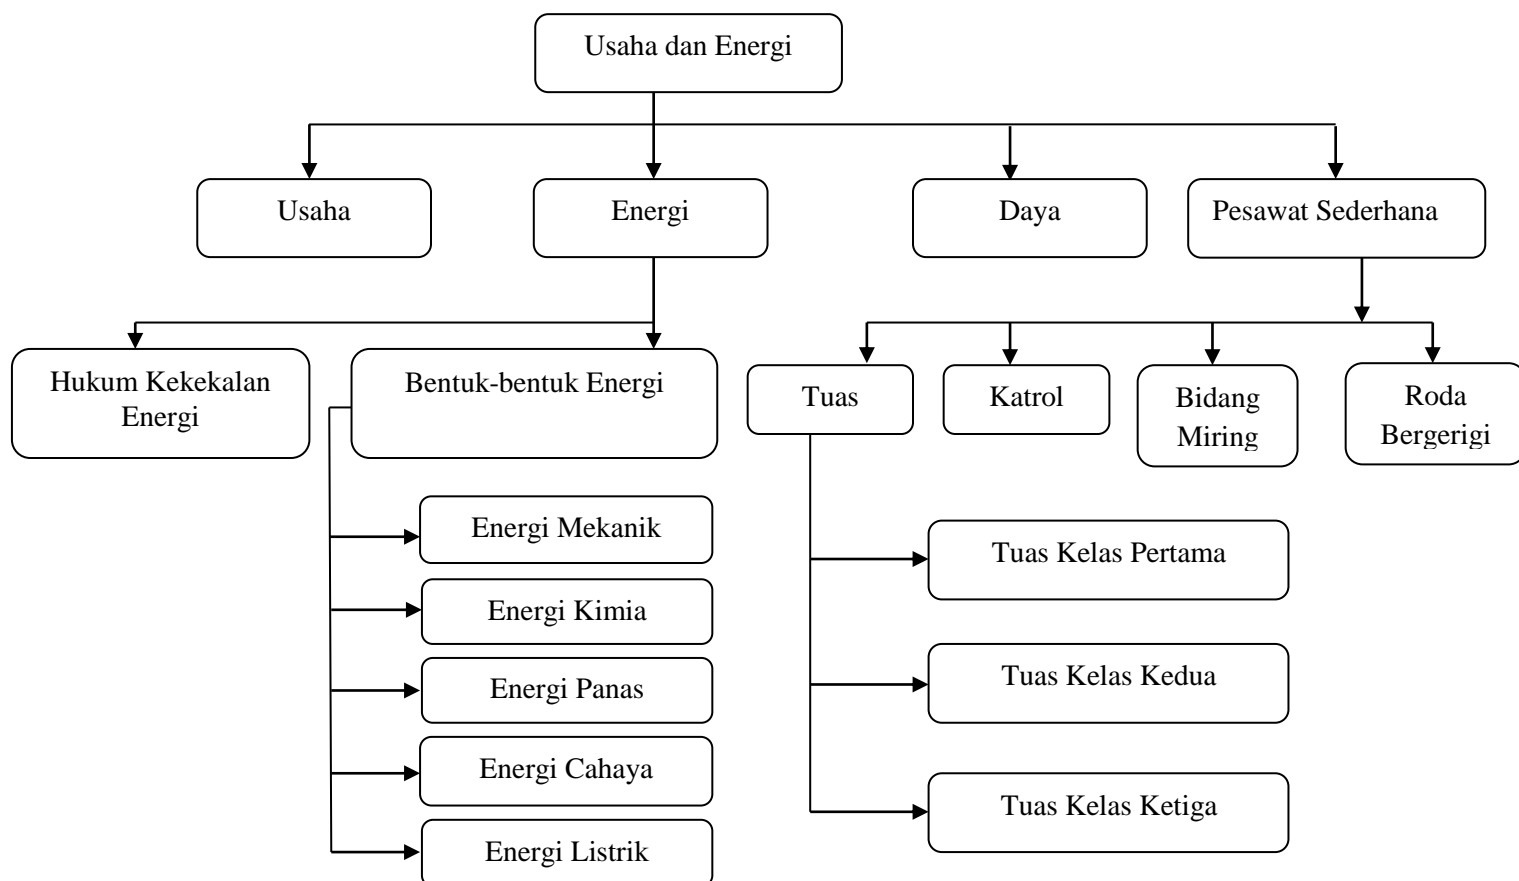 Usaha dan Energi
Usaha
Energi
Daya
Pesawat Sederhana
Hukum Kekekalan
Energi
Bentuk-bentuk Energi
Tuas
Katrol
Bidang
Miring
Roda
Bergerigi
Energi Mekanik
Energi Kimia
Energi Panas
Energi Cahaya
Energi Listrik
Tuas Kelas Pertama
Tuas Kelas Kedua
Tuas Kelas Ketiga